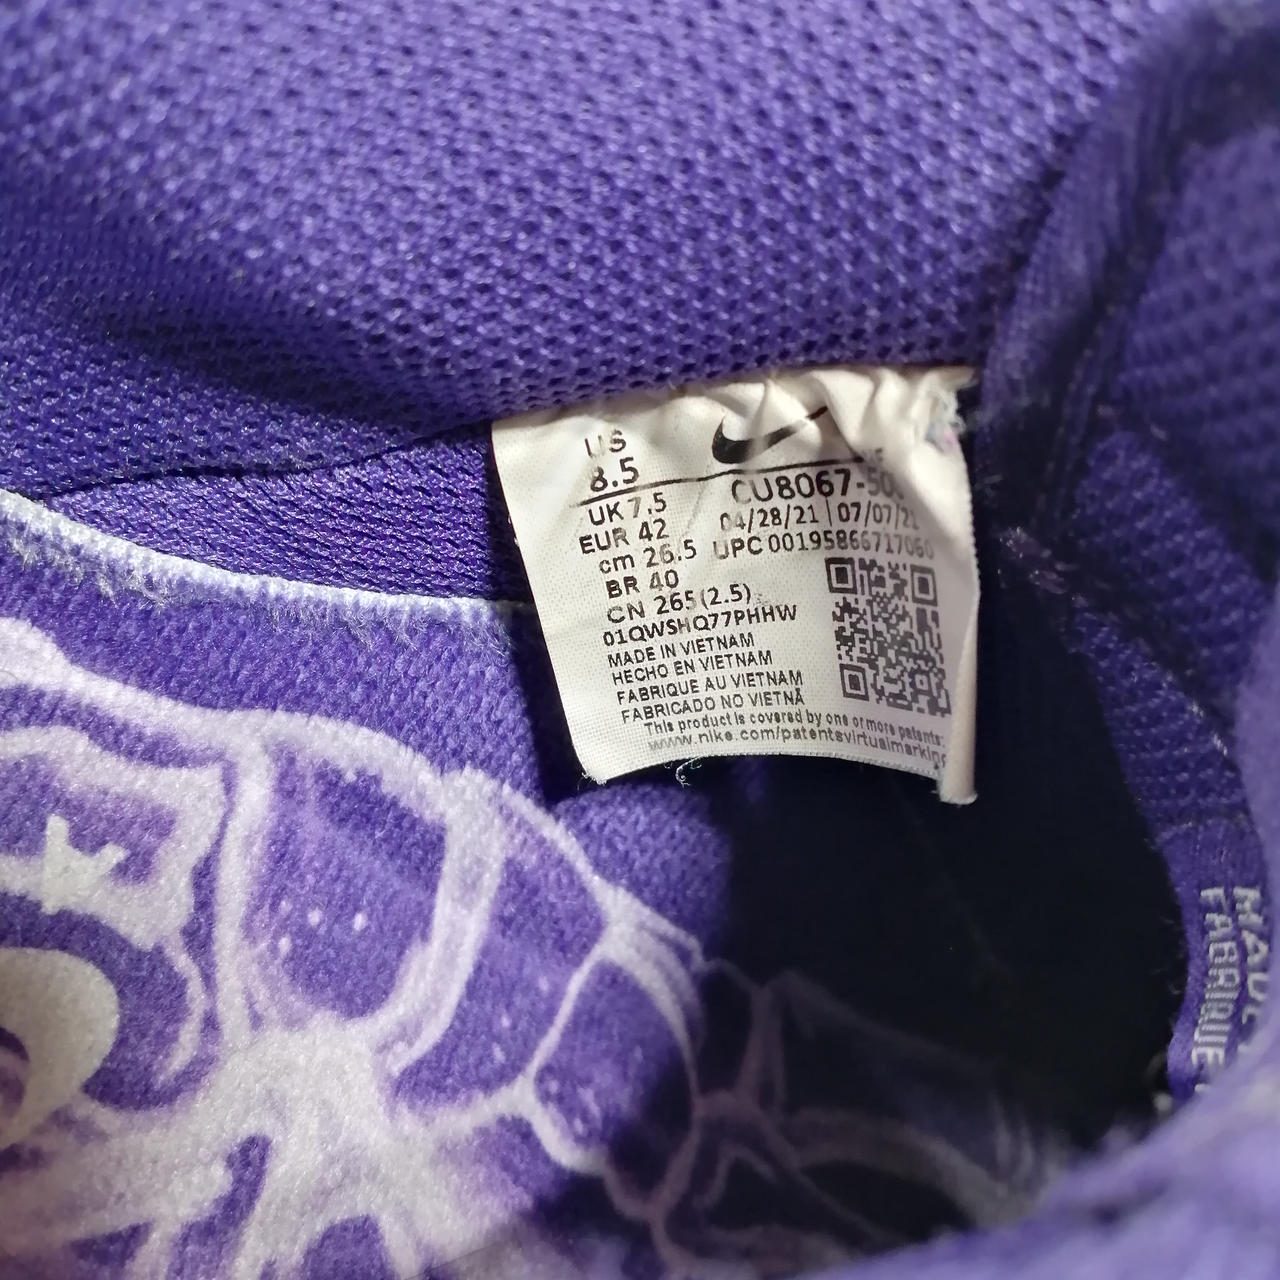 US
8.5
UK 7.5
EUR 42
cm 26.5
BR 40
CN 265(2.5)
CU8067-50
04/28/21 | 07/07/21
UPC 00195866717060
01QWSHQ77PHHW
MADE IN VIETNAM
HECHO EN VIETNAM
FABRIQUE AU VIETNAM
FABRICADO NO VIETNÃ
This product is covered by one or more patents:
www.nike.com/patentsvirtualmarking
FABRIQUE